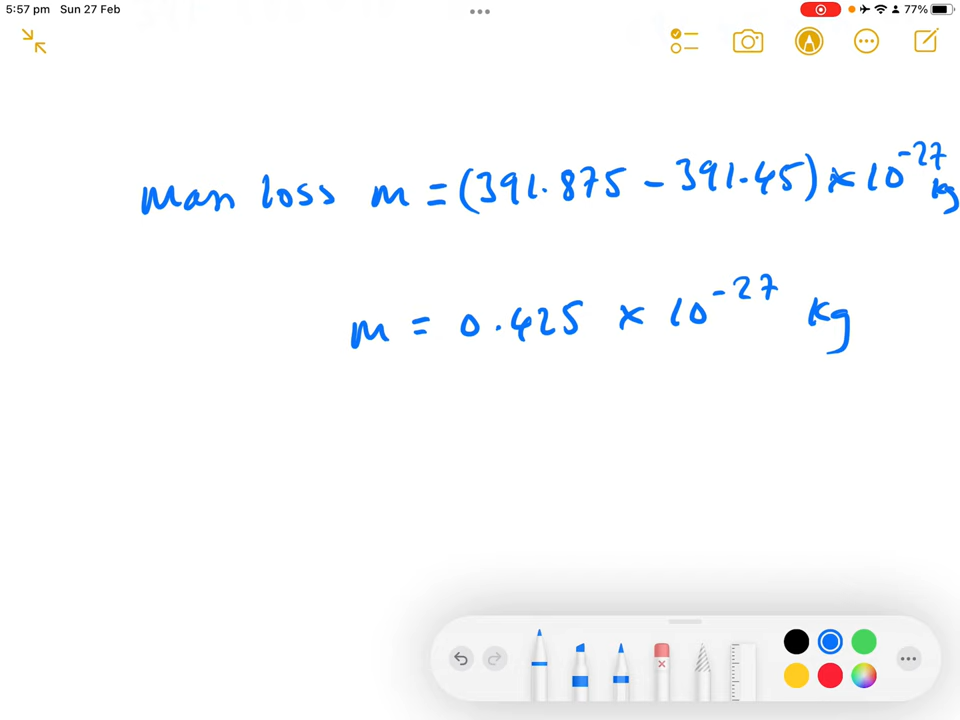 5:57 pm Sun 27 Feb
77%
mass loss m = (391.875 - 391.45) × 10⁻²⁷ kg
m = 0.425 × 10⁻²⁷ kg